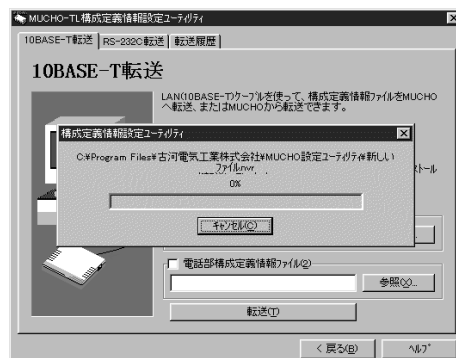 MUCHO-TL構成定義情報設定ユーティリティ
10BASE-T転送 RS-232C転送 転送履歴
10BASE-T転送
LAN(10BASE-T)ケーブルを使って、構成定義情報ファイルをMUCHO
へ転送、またはMUCHOから転送できます。
構成定義情報設定ユーティリティ
C:¥Program Files¥古河電気工業株式会社¥MUCHO設定ユーティリティ¥新しい
ファイル.nvr
トール
0%
キャンセル(C)
電話部構成定義情報ファイル(2)
参照(X)...
転送(T)
< 戻る(B)
ヘルプ